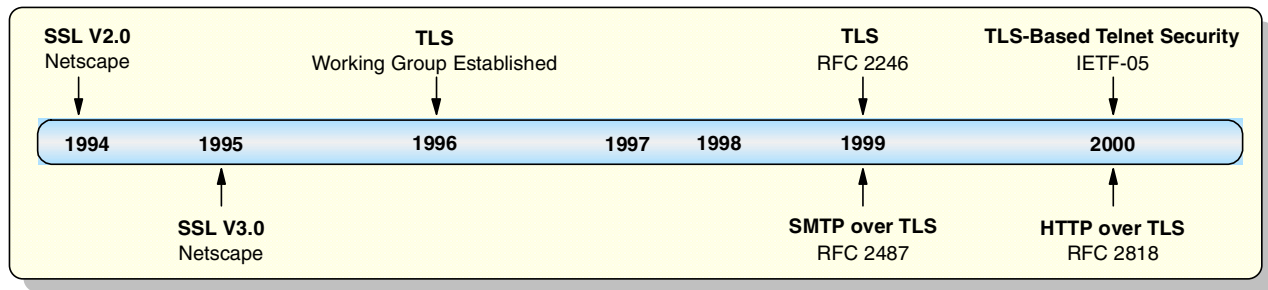 SSL V2.0
Netscape
TLS
Working Group Established
TLS
RFC 2246
TLS-Based Telnet Security
IETF-05
1994 1995 1996 1997 1998 1999 2000
SSL V3.0
Netscape
SMTP over TLS
RFC 2487
HTTP over TLS
RFC 2818